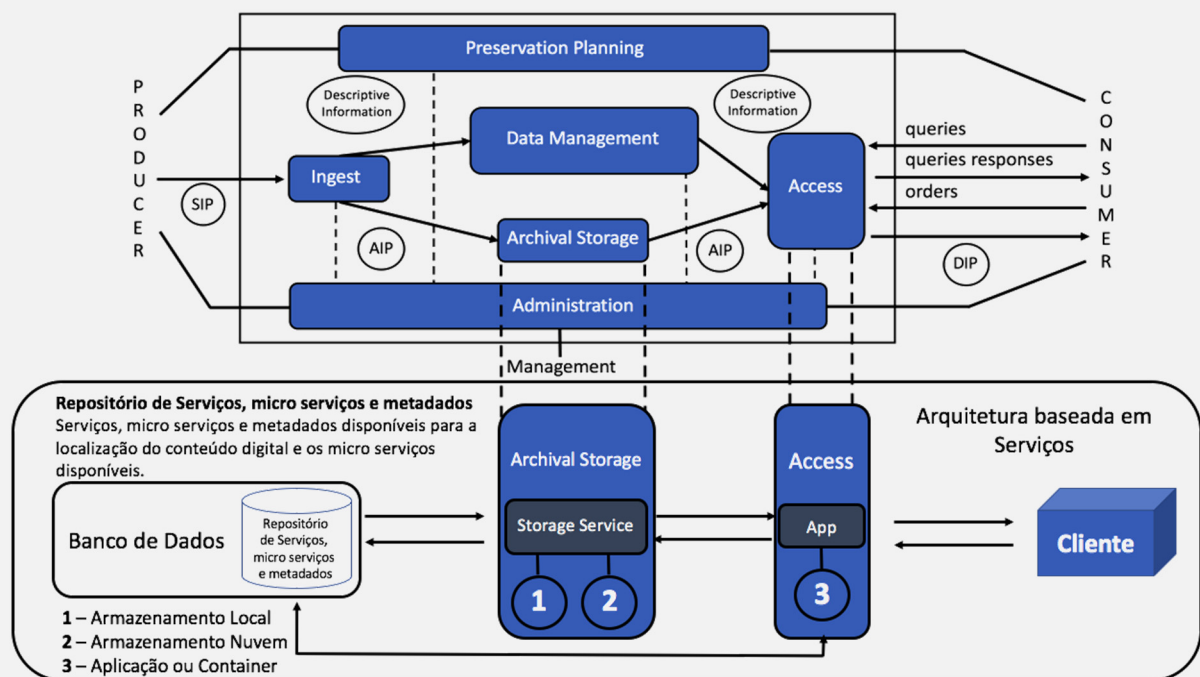 Preservation Planning
PRODUCER
CONSUMER
Descriptive
Information
Descriptive
Information
Data Management
queries
Ingest
Access
queries responses
SIP
orders
Archival Storage
AIP
AIP
DIP
Administration
Management
Repositório de Serviços, micro serviços e metadados
Serviços, micro serviços e metadados disponíveis para a
localização do conteúdo digital e os micro serviços
disponíveis.
Arquitetura baseada em
Serviços
Archival Storage
Access
Banco de Dados
Repositório
de Serviços,
micro serviços
e metadados
Storage Service
App
Cliente
1
2
3
1 – Armazenamento Local
2 – Armazenamento Nuvem
3 – Aplicação ou Container